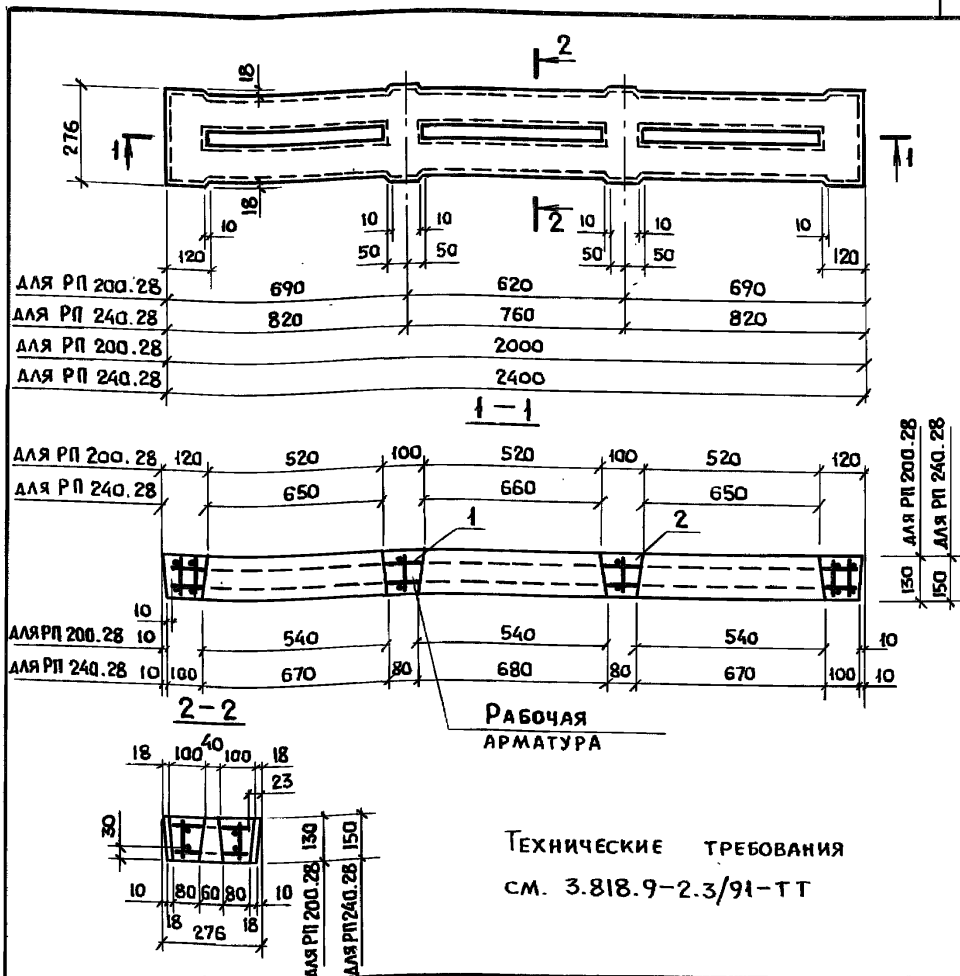 2
18
276
1
1
18
2
10 10 10 10 10 10
120 50 50 50 50 120
для РП 200.28 690 620 690
для РП 240.28 820 760 820
для РП 200.28 2000
для РП 240.28 2400
1-1
для РП 200.28 120 520 100 520 100 520 120
для РП 240.28 650 660 650
1 2
130 для РП 200.28
150 для РП 240.28
10
для РП 200.28 10 540 540 540 10
для РП 240.28 10 100 670 80 680 80 670 100 10
Рабочая
арматура
2-2
40
18 100 100 18
23
30
130 для РП 200.28
150 для РП 240.28
10 80 60 80 10
18 18
276
Технические требования
см. 3.818.9-2.3/91-ТТ